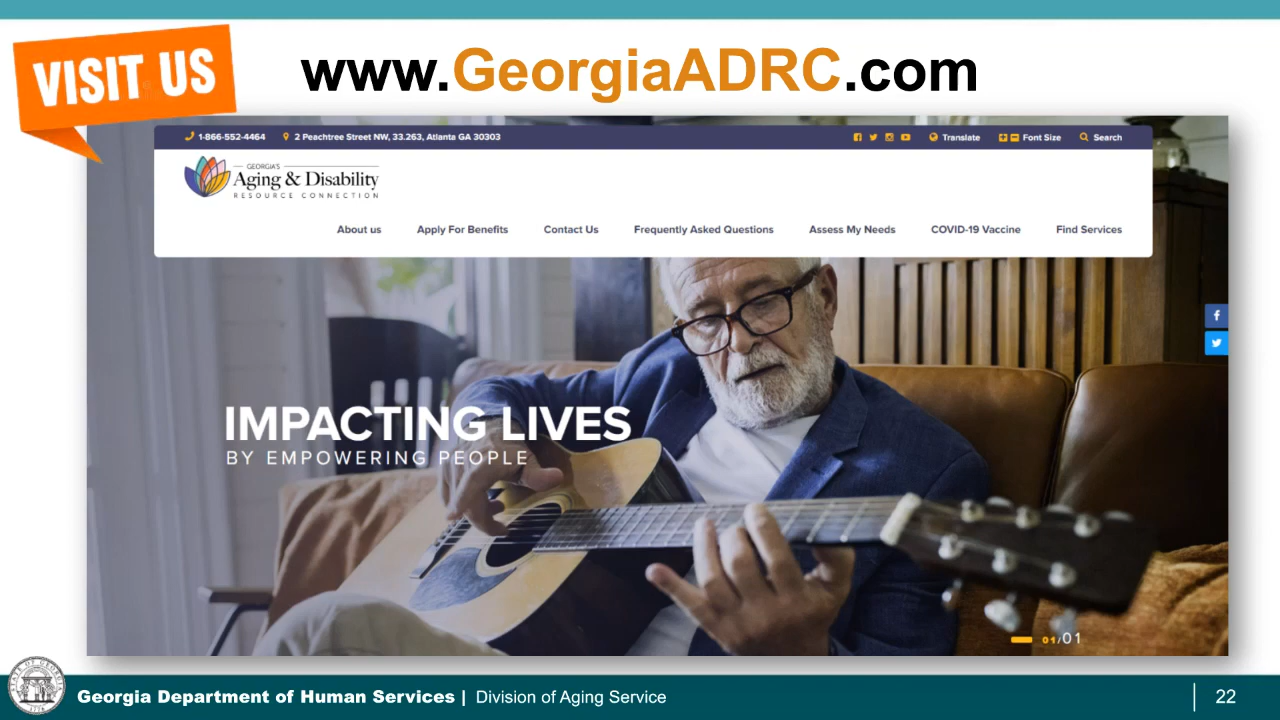 VISIT US
www.GeorgiaADRC.com
1-866-552-4464 2 Peachtree Street NW, 33.263, Atlanta GA 30303 Translate Font Size Search
GEORGIA'S
Aging & Disability
RESOURCE CONNECTION
About us Apply For Benefits Contact Us Frequently Asked Questions Assess My Needs COVID-19 Vaccine Find Services
IMPACTING LIVES
BY EMPOWERING PEOPLE
01/01
Georgia Department of Human Services | Division of Aging Service 22